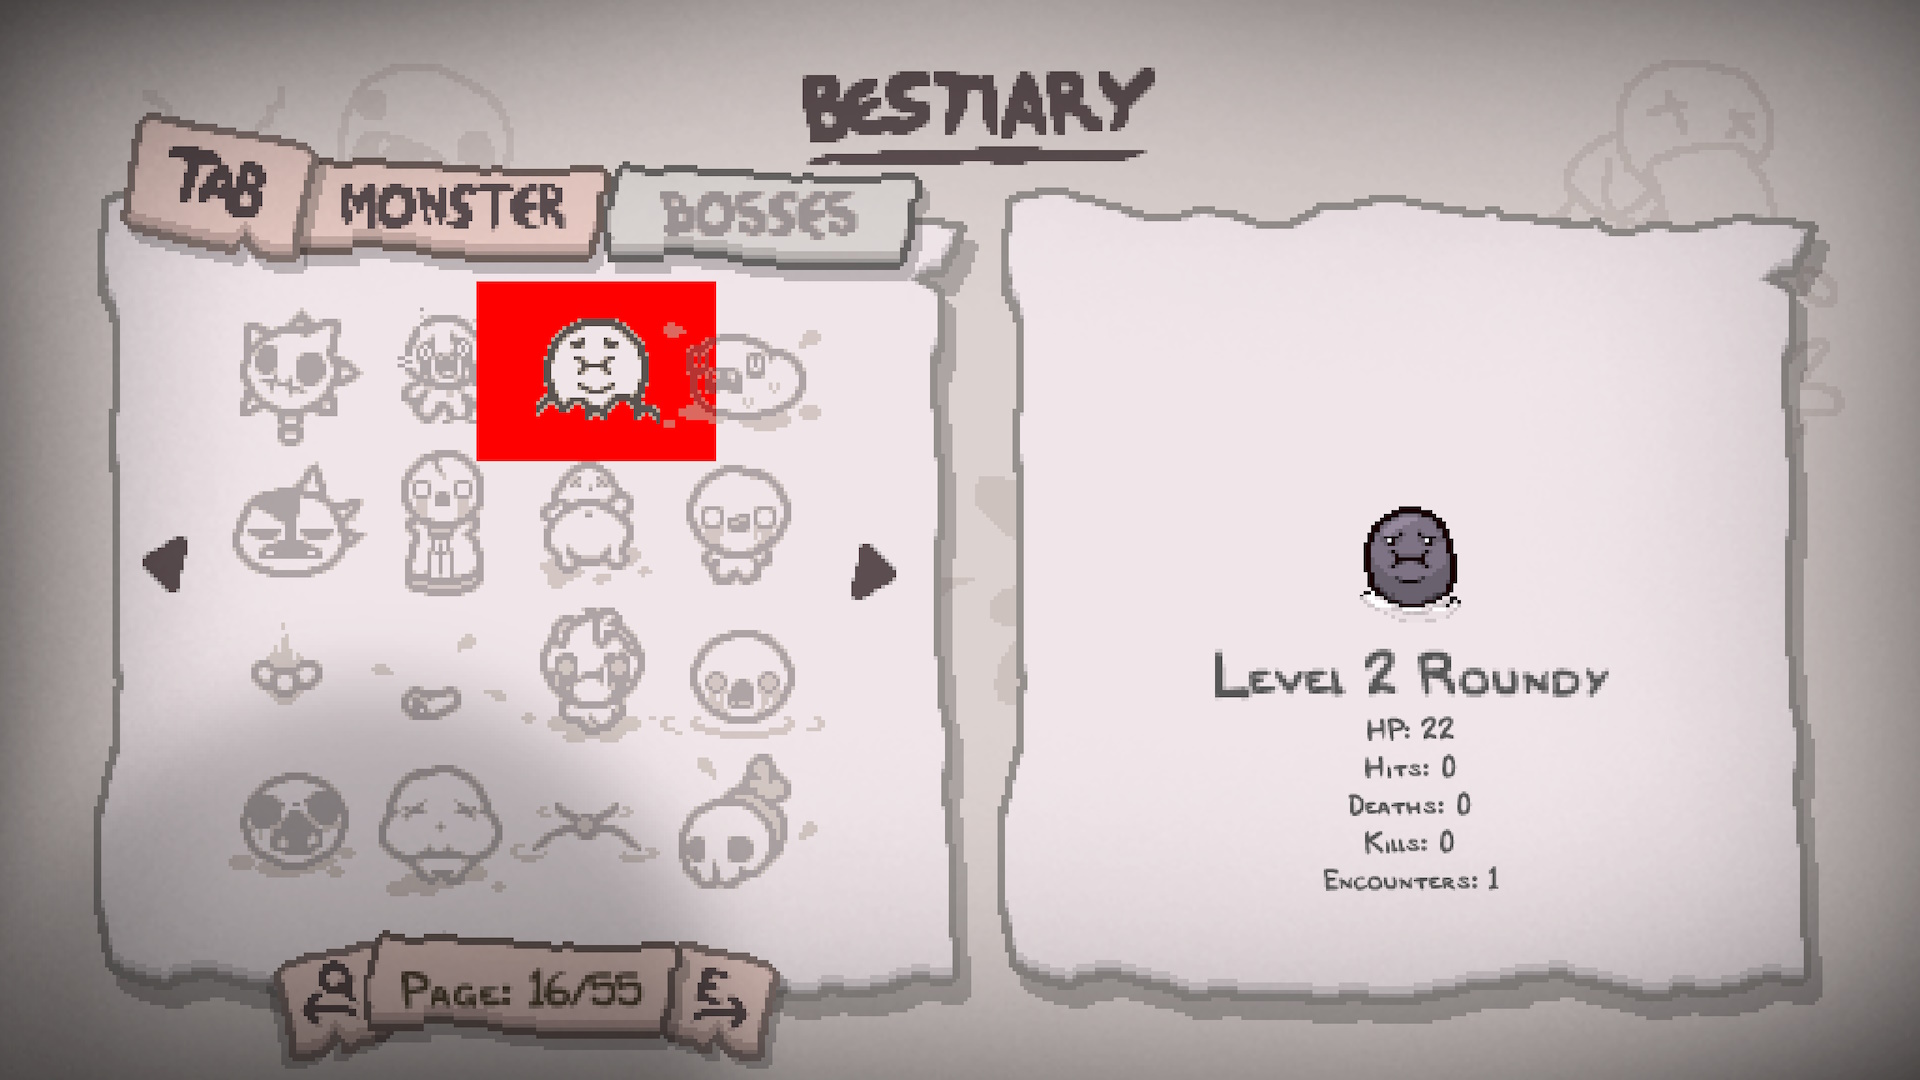 BESTIARY
TAB MONSTER BOSSES
LEVEL 2 ROUNDY
HP: 22
HITS: 0
DEATHS: 0
KILLS: 0
ENCOUNTERS: 1
Q PAGE: 16/55 E